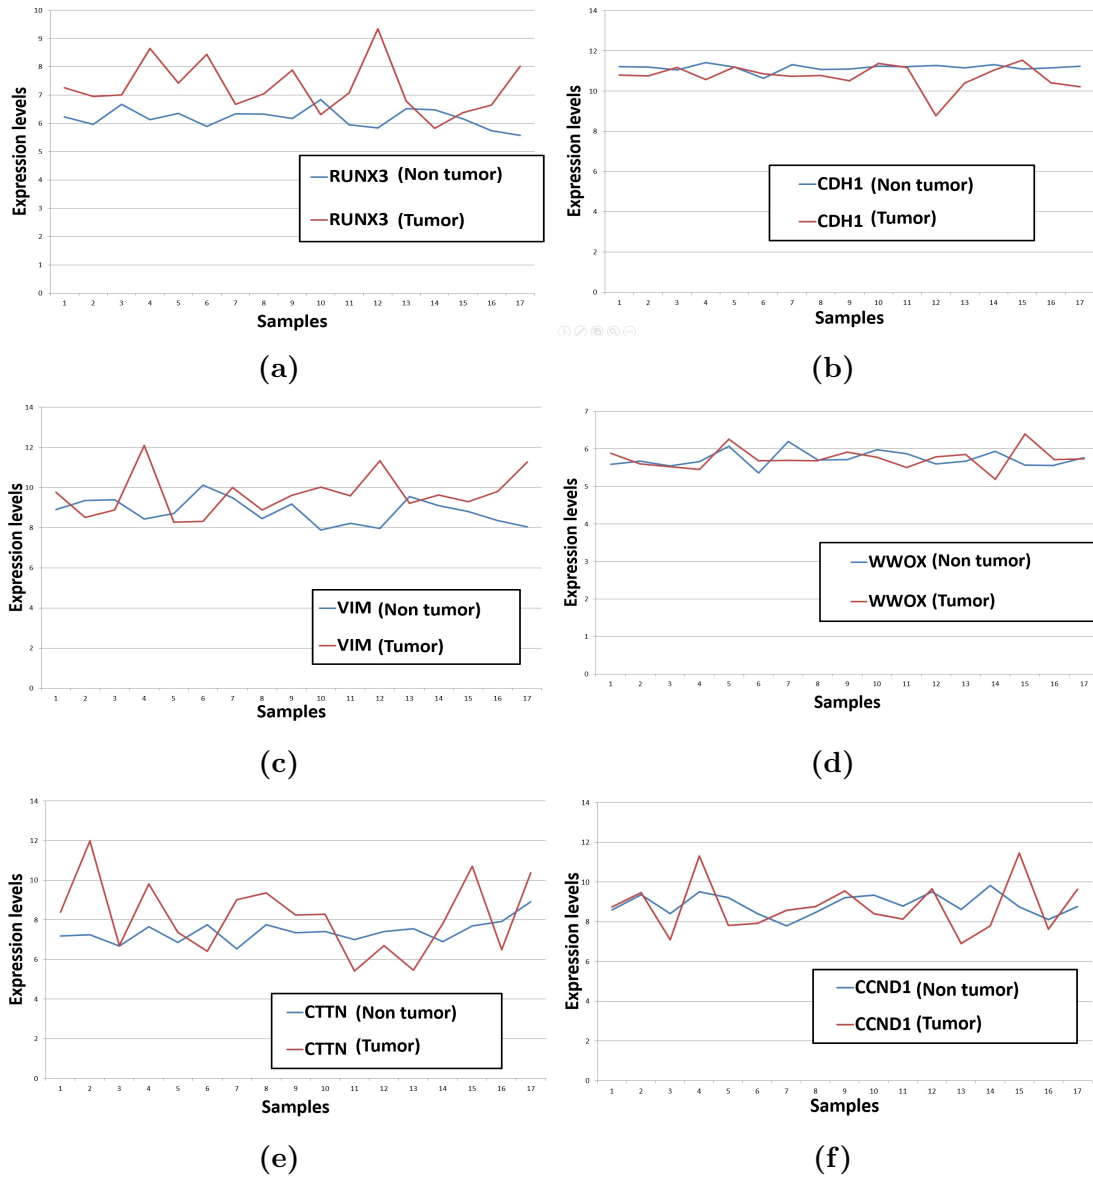 10
9
8
7
6
5
4
3
2
1
0
Expression levels
RUNX3 (Non tumor)
RUNX3 (Tumor)
1 2 3 4 5 6 7 8 9 10 11 12 13 14 15 16 17
Samples
(a)
14
12
10
8
6
4
2
0
Expression levels
CDH1 (Non tumor)
CDH1 (Tumor)
1 2 3 4 5 6 7 8 9 10 11 12 13 14 15 16 17
Samples
(b)
14
12
10
8
6
4
2
0
Expression levels
VIM (Non tumor)
VIM (Tumor)
1 2 3 4 5 6 7 8 9 10 11 12 13 14 15 16 17
Samples
(c)
7
6
5
4
3
2
1
0
Expression levels
WWOX (Non tumor)
WWOX (Tumor)
1 2 3 4 5 6 7 8 9 10 11 12 13 14 15 16 17
Samples
(d)
14
12
10
8
6
4
2
0
Expression levels
CTTN (Non tumor)
CTTN (Tumor)
1 2 3 4 5 6 7 8 9 10 11 12 13 14 15 16 17
Samples
(e)
14
12
10
8
6
4
2
0
Expression levels
CCND1 (Non tumor)
CCND1 (Tumor)
1 2 3 4 5 6 7 8 9 10 11 12 13 14 15 16 17
Samples
(f)